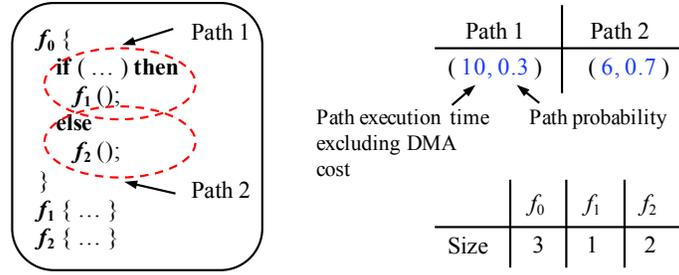 f0 {
if ( … ) then
f1 ();
else
f2 ();
}
f1 { … }
f2 { … }
Path 1
Path 2
Path 1 Path 2
( 10, 0.3 ) ( 6, 0.7 )
Path execution time
excluding DMA
cost
Path probability
f0 f1 f2
Size 3 1 2